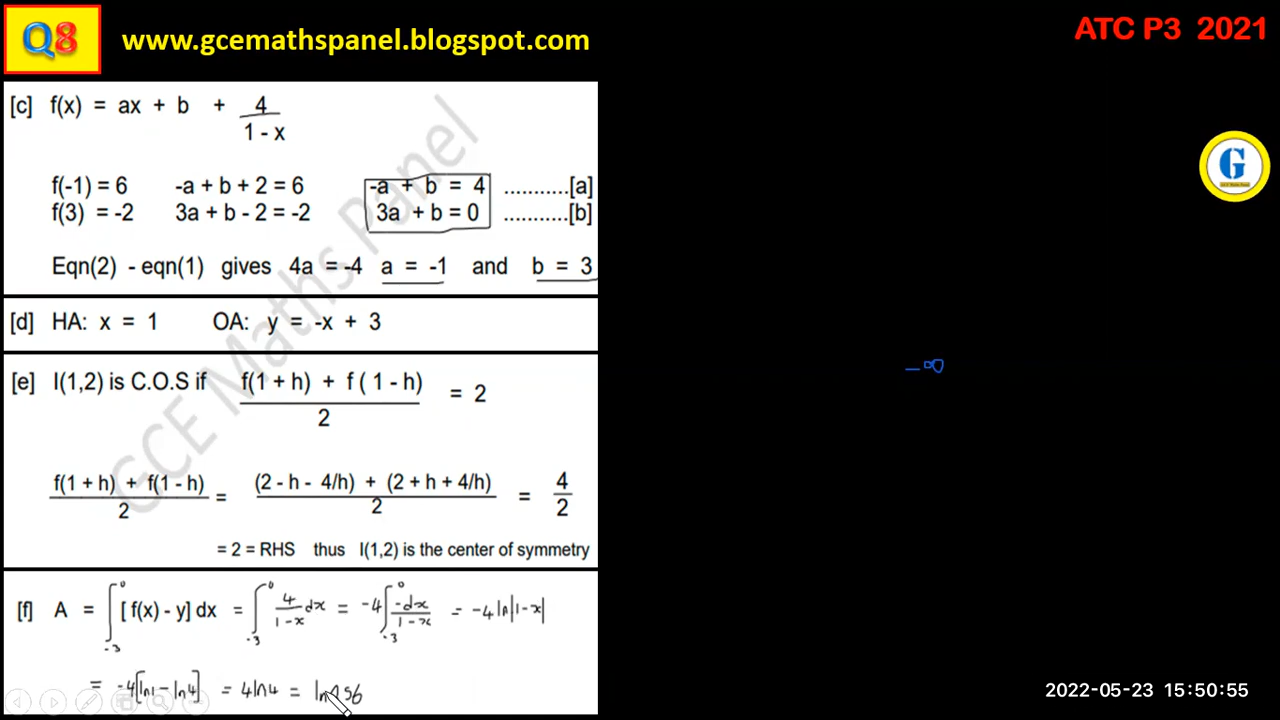 Q8 www.gcemathspanel.blogspot.com ATC P3 2021
[c] f(x) = ax + b + 4
1 - x
f(-1) = 6 -a + b + 2 = 6 -a + b = 4 ...........[a]
f(3) = -2 3a + b - 2 = -2 3a + b = 0 ...........[b]
Eqn(2) - eqn(1) gives 4a = -4 a = -1 and b = 3
[d] HA: x = 1 OA: y = -x + 3
[e] I(1,2) is C.O.S if f(1 + h) + f ( 1 - h) = 2
2
f(1 + h) + f(1 - h) = (2 - h - 4/h) + (2 + h + 4/h) = 4
2 2 2
= 2 = RHS thus I(1,2) is the center of symmetry
[f] A = ∫₋₃⁰ [ f(x) - y] dx = ∫₋₃⁰ 4/(1-x) dx = -4 ∫₋₃⁰ -dx/(1-x) = -4 ln|1-x|
= -4[ln1 - ln4] = 4ln4 = ln256
GCE Maths Panel
G
-∞
2022-05-23 15:50:55